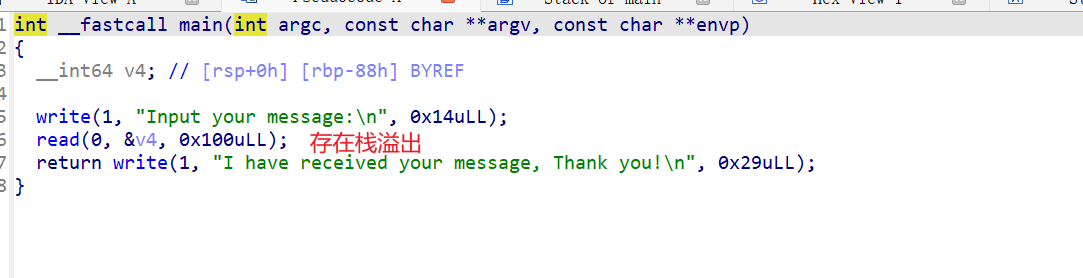 IDA View-A Pseudocode-A Stack of main Hex View-1
1 int __fastcall main(int argc, const char **argv, const char **envp)
2 {
3 __int64 v4; // [rsp+0h] [rbp-88h] BYREF
4
5 write(1, "Input your message:\n", 0x14uLL);
6 read(0, &v4, 0x100uLL); 存在栈溢出
7 return write(1, "I have received your message, Thank you!\n", 0x29uLL);
8 }